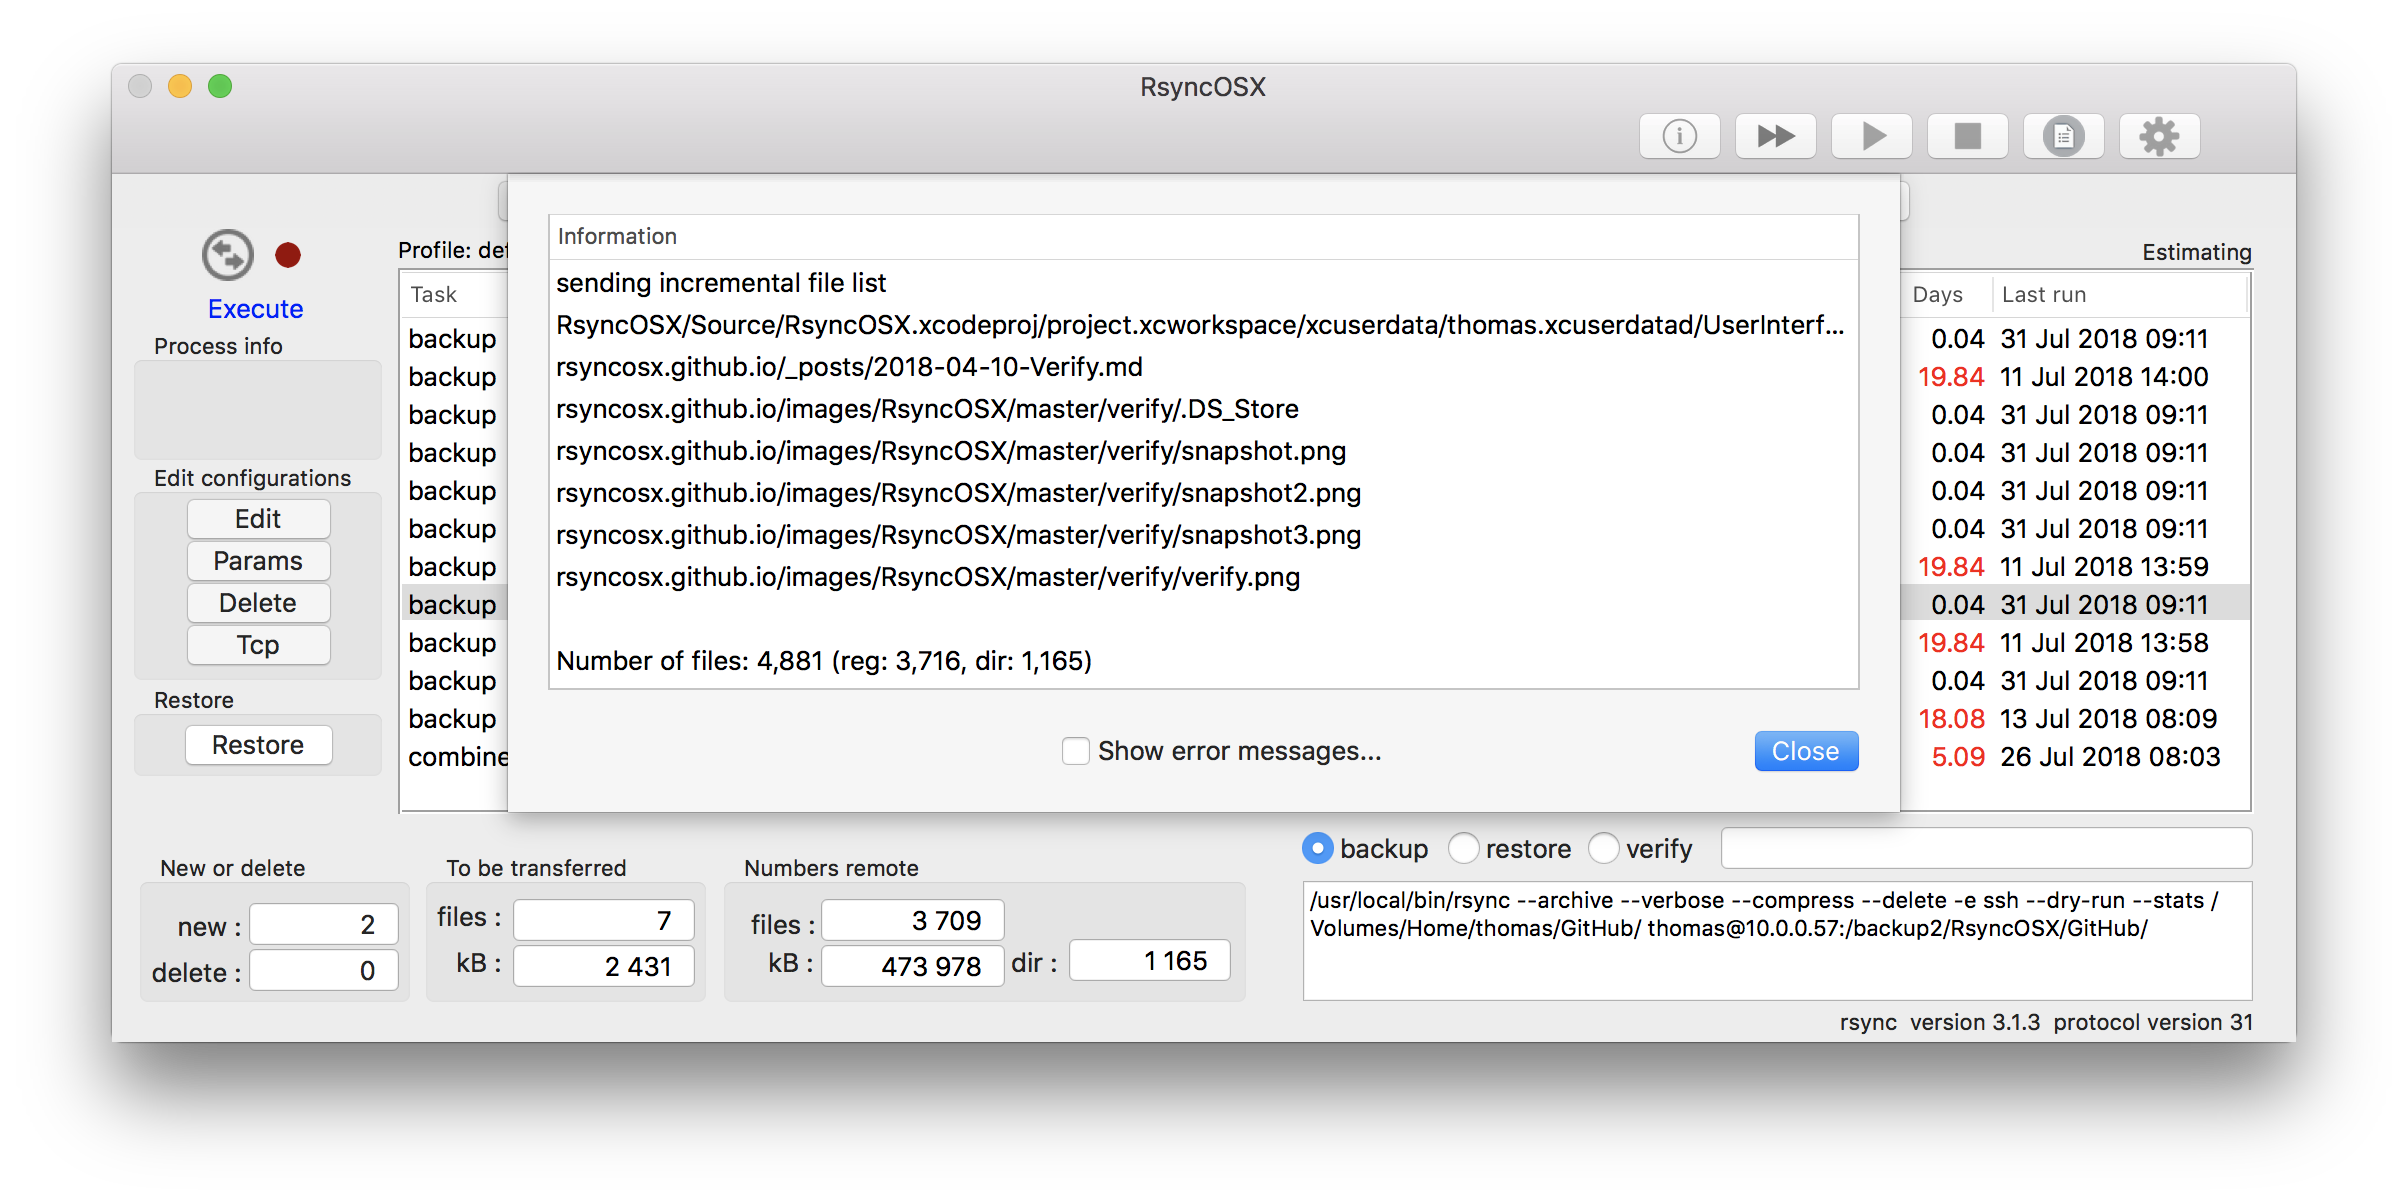 RsyncOSX
Information
sending incremental file list
RsyncOSX/Source/RsyncOSX.xcodeproj/project.xcworkspace/xcuserdata/thomas.xcuserdatad/UserInterf...
rsyncosx.github.io/_posts/2018-04-10-Verify.md
rsyncosx.github.io/images/RsyncOSX/master/verify/.DS_Store
rsyncosx.github.io/images/RsyncOSX/master/verify/snapshot.png
rsyncosx.github.io/images/RsyncOSX/master/verify/snapshot2.png
rsyncosx.github.io/images/RsyncOSX/master/verify/snapshot3.png
rsyncosx.github.io/images/RsyncOSX/master/verify/verify.png
Number of files: 4,881 (reg: 3,716, dir: 1,165)
Show error messages...
Close
Execute
Process info
Edit configurations
Edit
Params
Delete
Tcp
Restore
Restore
Profile:
Estimating
Task
backup
backup
backup
backup
backup
backup
backup
backup
backup
backup
backup
combine
Days Last run
0.04 31 Jul 2018 09:11
19.84 11 Jul 2018 14:00
0.04 31 Jul 2018 09:11
0.04 31 Jul 2018 09:11
0.04 31 Jul 2018 09:11
0.04 31 Jul 2018 09:11
19.84 11 Jul 2018 13:59
0.04 31 Jul 2018 09:11
19.84 11 Jul 2018 13:58
0.04 31 Jul 2018 09:11
18.08 13 Jul 2018 08:09
5.09 26 Jul 2018 08:03
New or delete
new : 2
delete : 0
To be transferred
files : 7
kB : 2 431
Numbers remote
files : 3 709
kB : 473 978 dir : 1 165
backup restore verify
/usr/local/bin/rsync --archive --verbose --compress --delete -e ssh --dry-run --stats /
Volumes/Home/thomas/GitHub/ thomas@10.0.0.57:/backup2/RsyncOSX/GitHub/
rsync version 3.1.3 protocol version 31